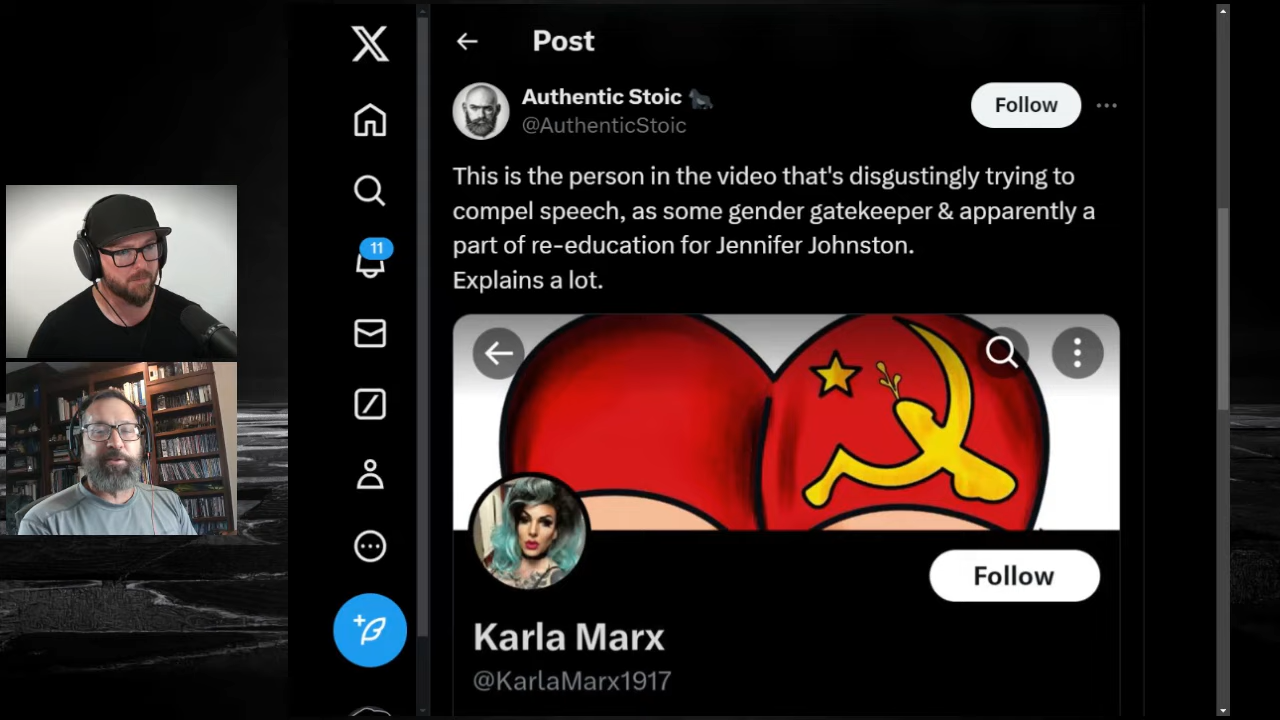 Post
Authentic Stoic
@AuthenticStoic
Follow
11
This is the person in the video that's disgustingly trying to
compel speech, as some gender gatekeeper & apparently a
part of re-education for Jennifer Johnston.
Explains a lot.
Follow
Karla Marx
@KarlaMarx1917